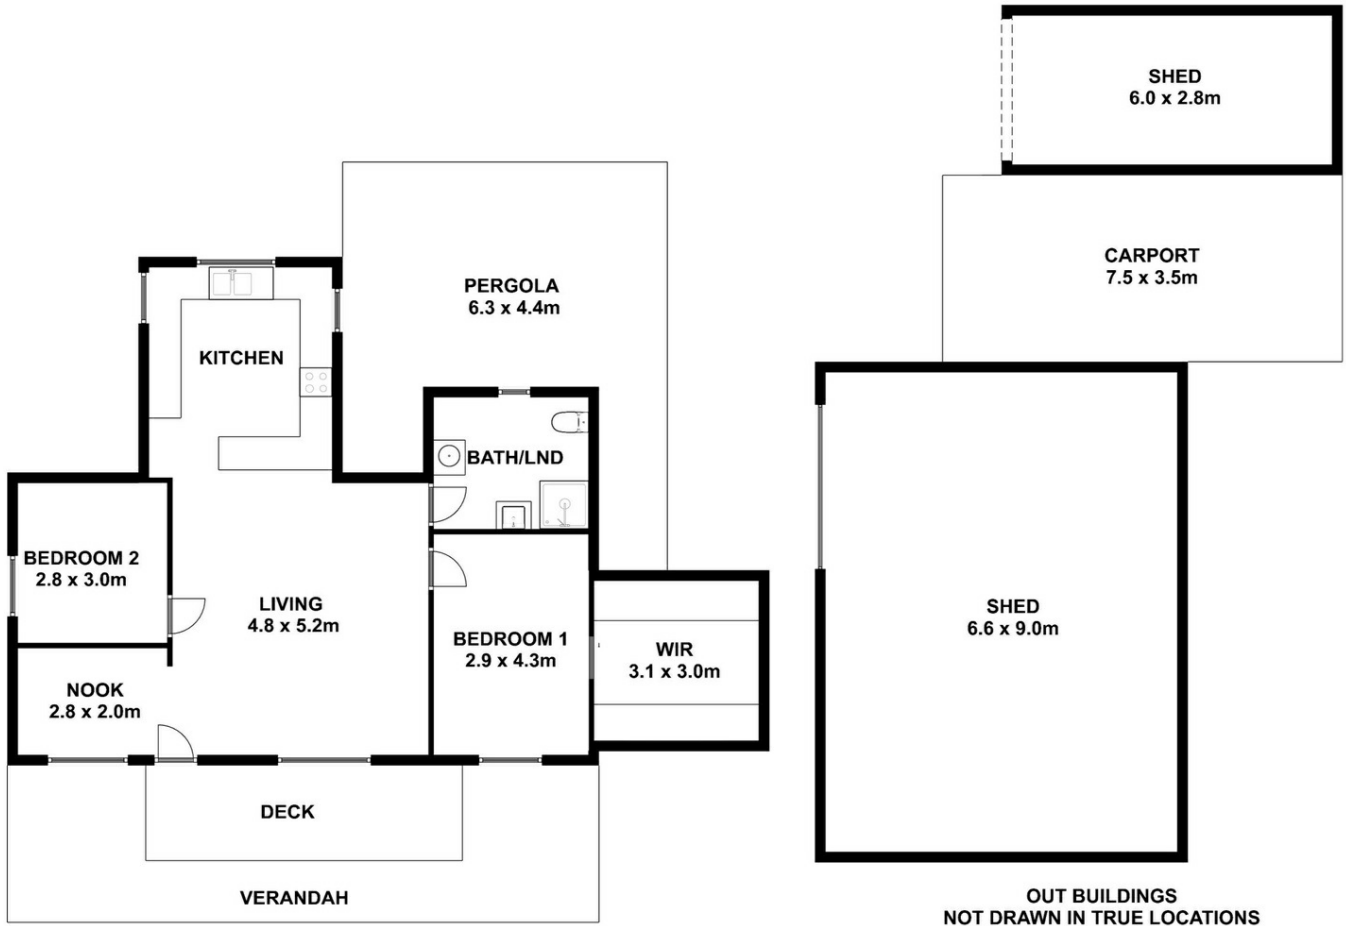 SHED
6.0 x 2.8m
CARPORT
7.5 x 3.5m
PERGOLA
6.3 x 4.4m
KITCHEN
BATH/LND
BEDROOM 2
2.8 x 3.0m
LIVING
4.8 x 5.2m
BEDROOM 1
2.9 x 4.3m
WIR
3.1 x 3.0m
NOOK
2.8 x 2.0m
SHED
6.6 x 9.0m
DECK
VERANDAH
OUT BUILDINGS
NOT DRAWN IN TRUE LOCATIONS